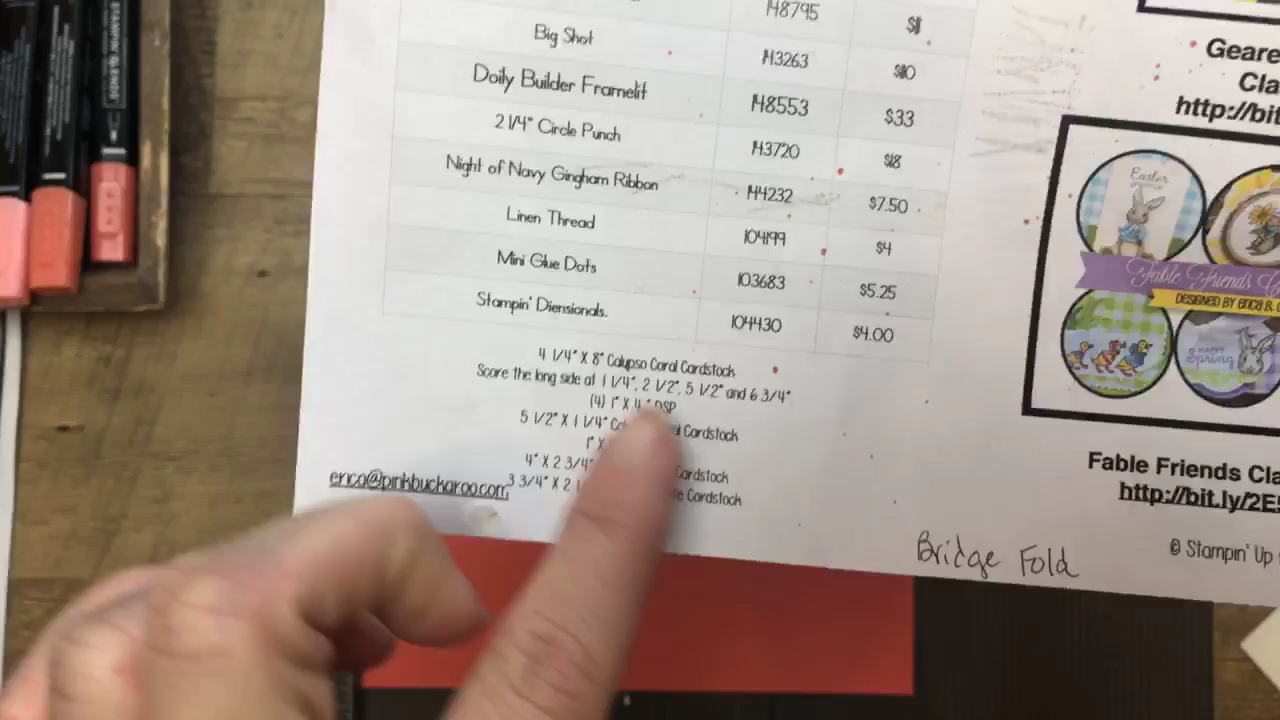 148795 $11
Big Shot 143263 $110
Doily Builder Framelit 148553 $33
2 1/4" Circle Punch 143720 $18
Night of Navy Gingham Ribbon 144232 $7.50
Linen Thread 104199 $4
Mini Glue Dots 103683 $5.25
Stampin' Diensionals. 104430 $4.00
4 1/4" X 8" Calypso Coral Cardstock
Score the long side at 1 1/4", 2 1/2", 5 1/2" and 6 3/4"
(4) 1" X 4" DSP
5 1/2" X 1 1/4" Cardstock
1" X
4" X 2 3/4" Cardstock
3 3/4" X 2 Cardstock
erica@pinkbuckaroo.com
Bridge Fold
http://bit
Easter
Fable Friends
DESIGNED BY ERICA &
HAPPY
Spring
Fable Friends
http://bit.ly/2E
© Stampin' Up
STAMPIN' BLENDS